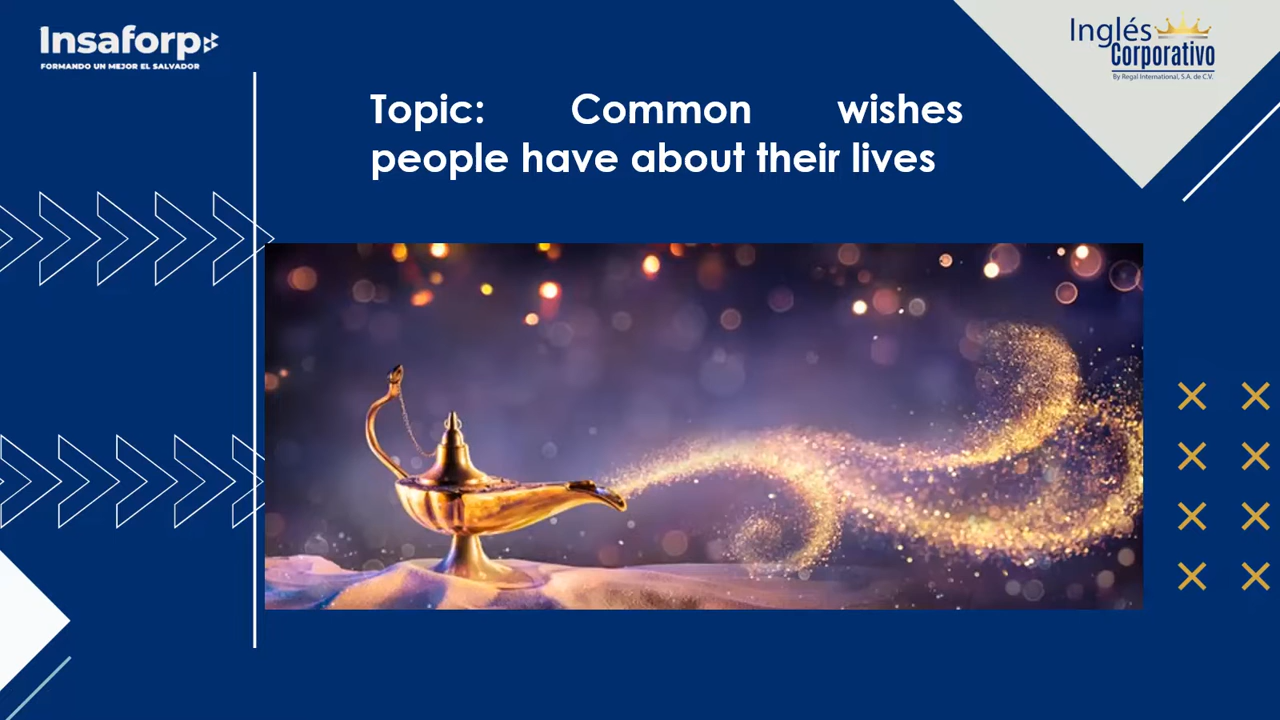 Insaforp
FORMANDO UN MEJOR EL SALVADOR
Inglés
Corporativo
By Regal International, S.A. de C.V.
Topic: Common wishes
people have about their lives